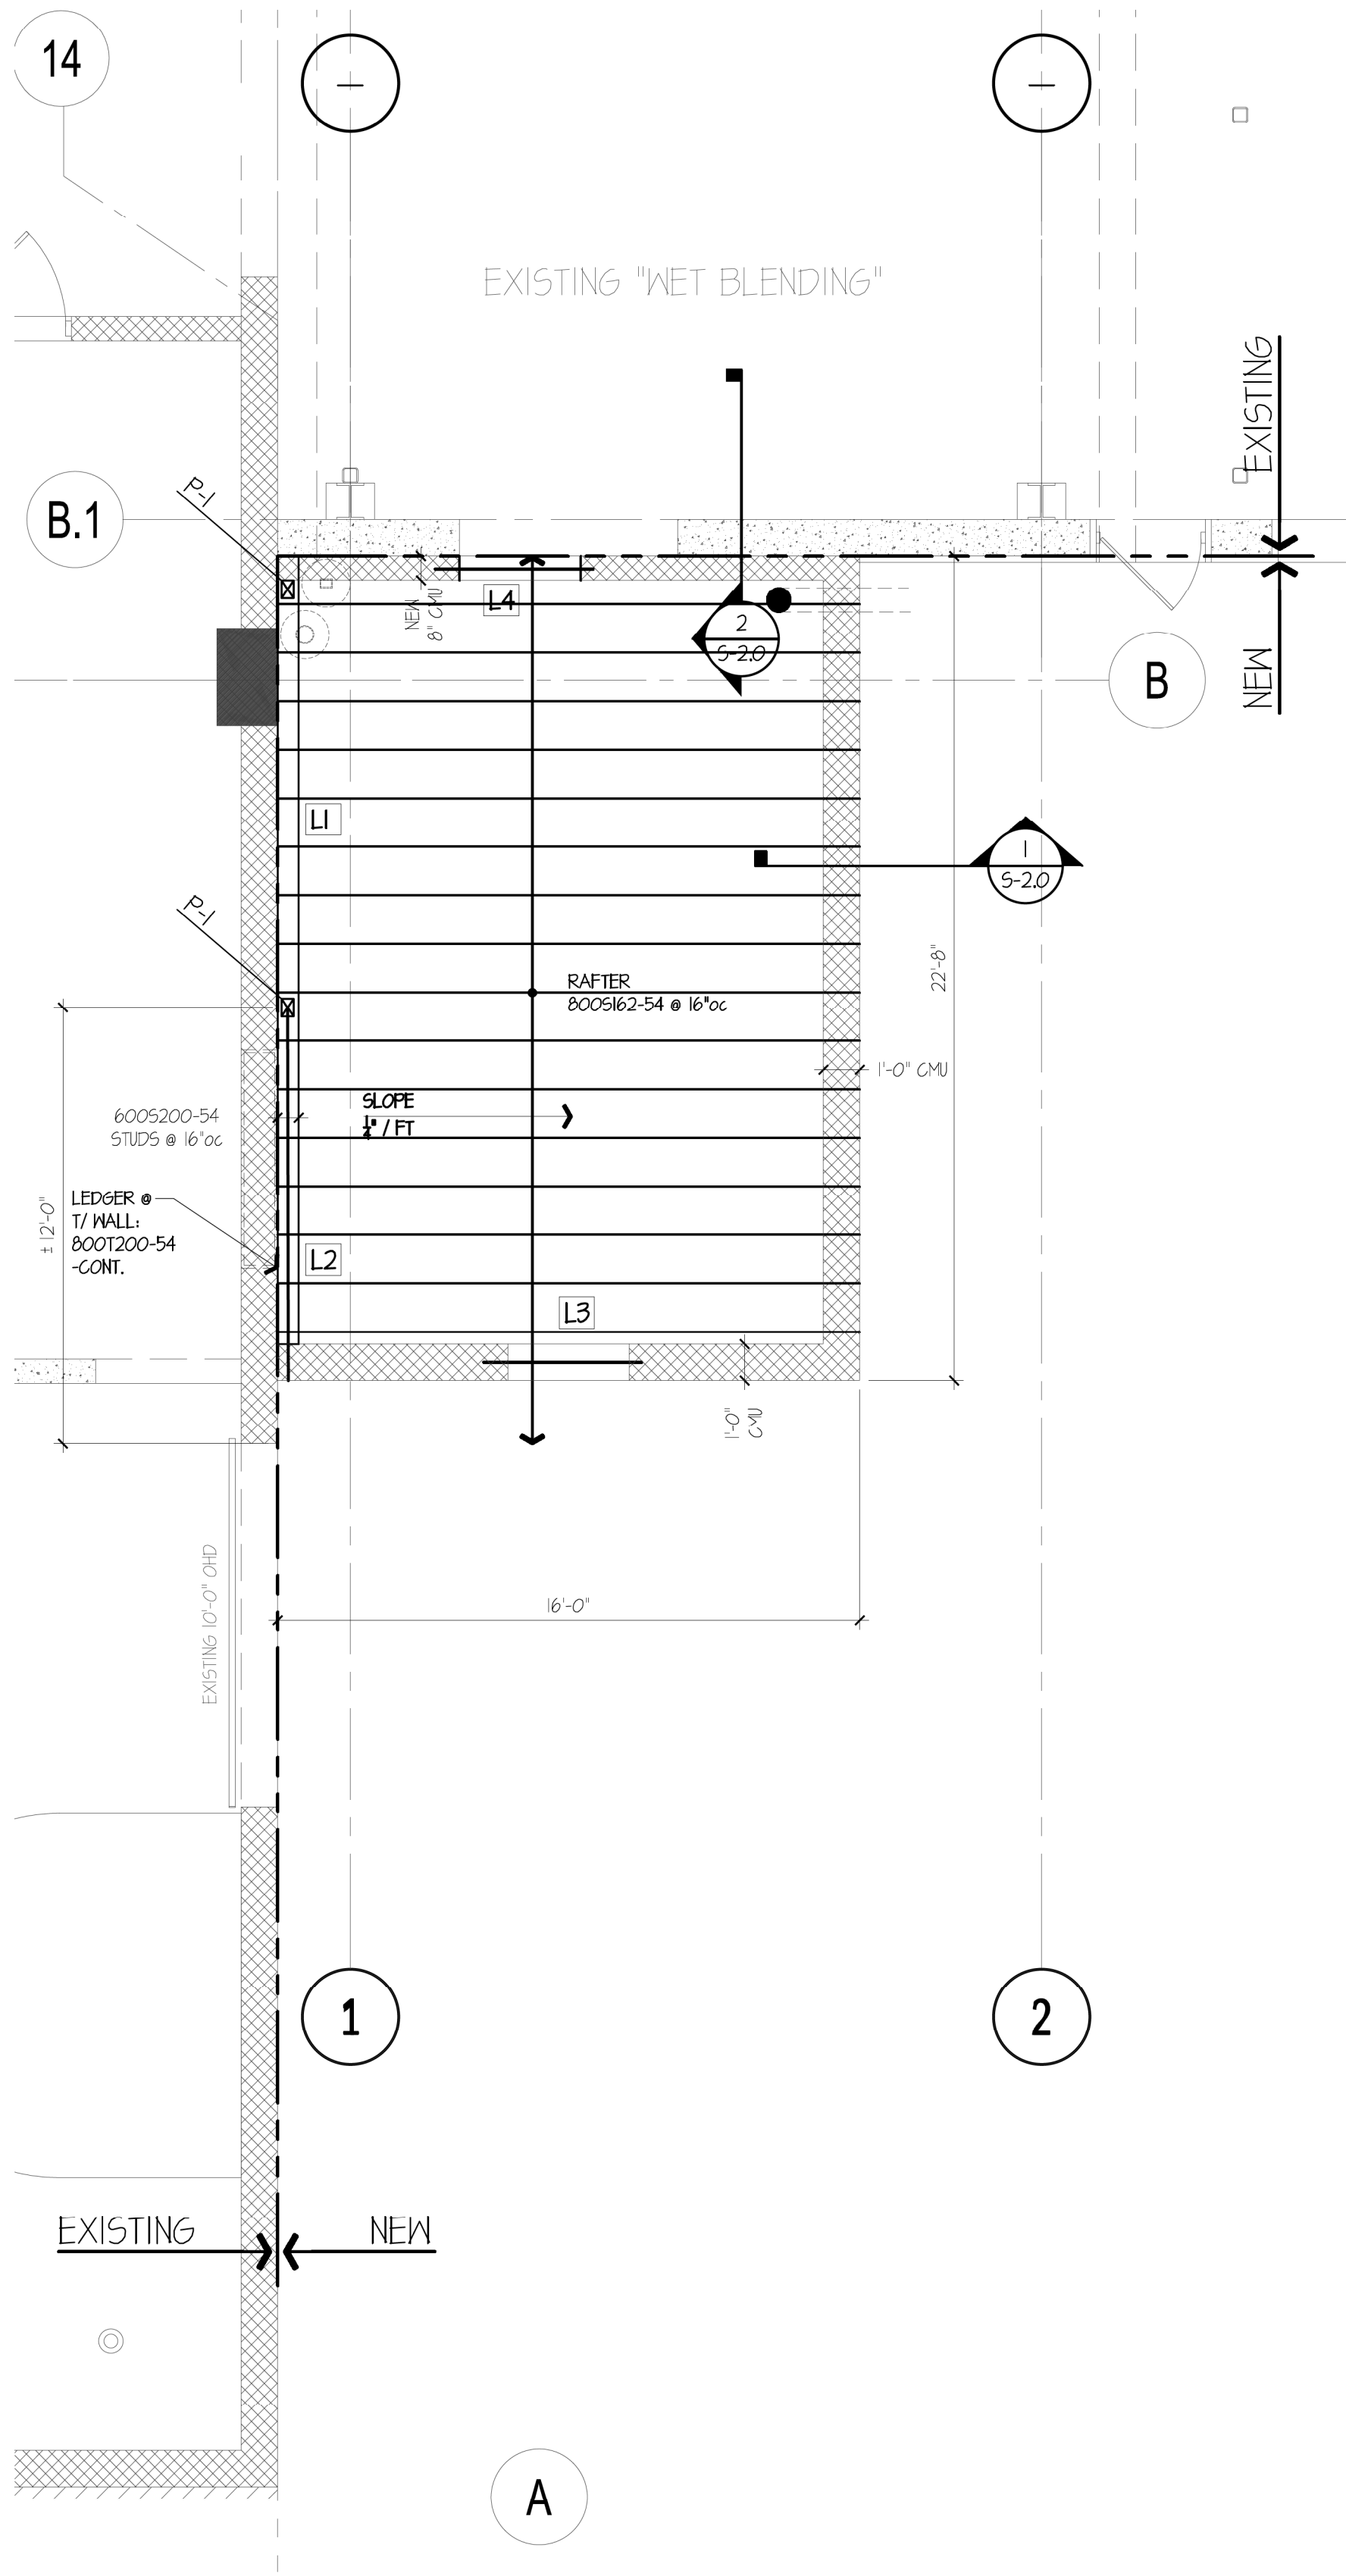 14
–
–
EXISTING "WET BLENDING"
EXISTING
P-1
B.1
NEW
8" CMU
L4
2
S-2.0
B
NEW
L1
1
S-2.0
P-1
RAFTER
800S162-54 @ 16"oc
22'-8"
1'-0" CMU
600S200-54
STUDS @ 16"oc
SLOPE
1/4" / FT
LEDGER @
T/ WALL:
800T200-54
-CONT.
±12'-0"
L2
L3
1'-0"
CMU
EXISTING 10'-0" OHD
16'-0"
1
2
EXISTING
NEW
A